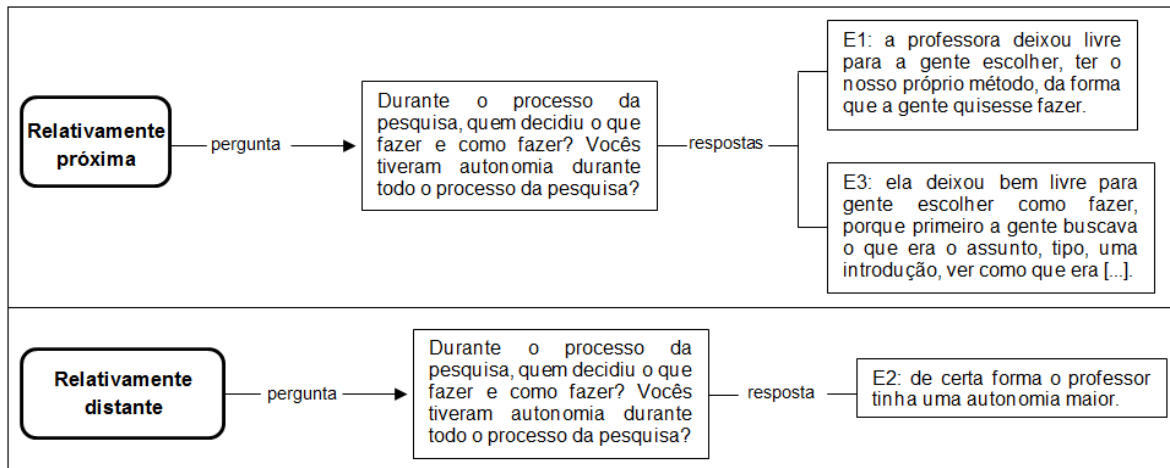 Relativamente
próxima
pergunta
Durante o processo da
pesquisa, quem decidiu o que
fazer e como fazer? Vocês
tiveram autonomia durante
todo o processo da pesquisa?
respostas
E1: a professora deixou livre
para a gente escolher, ter o
nosso próprio método, da forma
que a gente quisesse fazer.
E3: ela deixou bem livre para
gente escolher como fazer,
porque primeiro a gente buscava
o que era o assunto, tipo, uma
introdução, ver como que era [...].
Relativamente
distante
pergunta
Durante o processo da
pesquisa, quem decidiu o que
fazer e como fazer? Vocês
tiveram autonomia durante
todo o processo da pesquisa?
resposta
E2: de certa forma o professor
tinha uma autonomia maior.